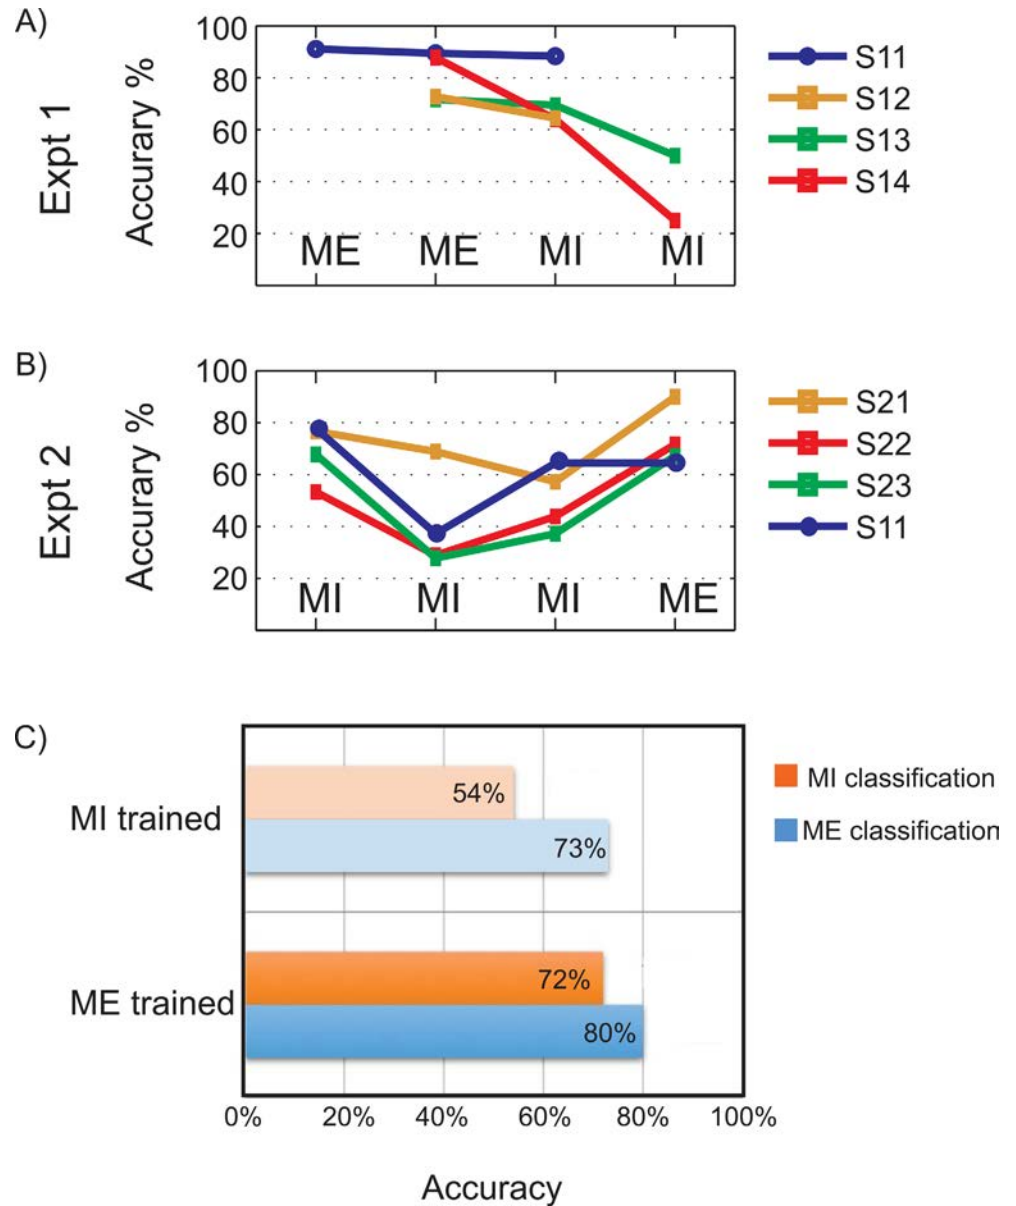 A)
Expt 1
Accurary %
100
80
60
40
20
ME ME MI MI
S11
S12
S13
S14
B)
Expt 2
Accuracy %
100
80
60
40
20
MI MI MI ME
S21
S22
S23
S11
C)
MI trained
54%
73%
ME trained
72%
80%
0% 20% 40% 60% 80% 100%
Accuracy
MI classification
ME classification